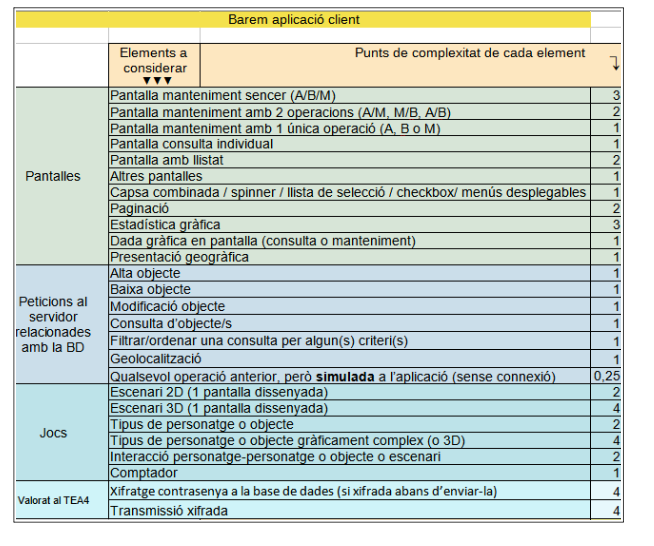 Barem aplicació client
Elements a
considerar
▼▼▼
Punts de complexitat de cada element
Pantalles
Pantalla manteniment sencer (A/B/M) 3
Pantalla manteniment amb 2 operacions (A/M, M/B, A/B) 2
Pantalla manteniment amb 1 única operació (A, B o M) 1
Pantalla consulta individual 1
Pantalla amb llistat 2
Altres pantalles 1
Capsa combinada / spinner / llista de selecció / checkbox/ menús desplegables 1
Paginació 2
Estadística gràfica 3
Dada gràfica en pantalla (consulta o manteniment) 1
Presentació geogràfica 1
Peticions al
servidor
relacionades
amb la BD
Alta objecte 1
Baixa objecte 1
Modificació objecte 1
Consulta d'objecte/s 1
Filtrar/ordenar una consulta per algun(s) criteri(s) 1
Geolocalització 1
Qualsevol operació anterior, però simulada a l'aplicació (sense connexió) 0,25
Jocs
Escenari 2D (1 pantalla dissenyada) 2
Escenari 3D (1 pantalla dissenyada) 4
Tipus de personatge o objecte 2
Tipus de personatge o objecte gràficament complex (o 3D) 4
Interacció personatge-personatge o objecte o escenari 2
Comptador 1
Valorat al TEA4
Xifratge contrasenya a la base de dades (si xifrada abans d'enviar-la) 4
Transmissió xifrada 4